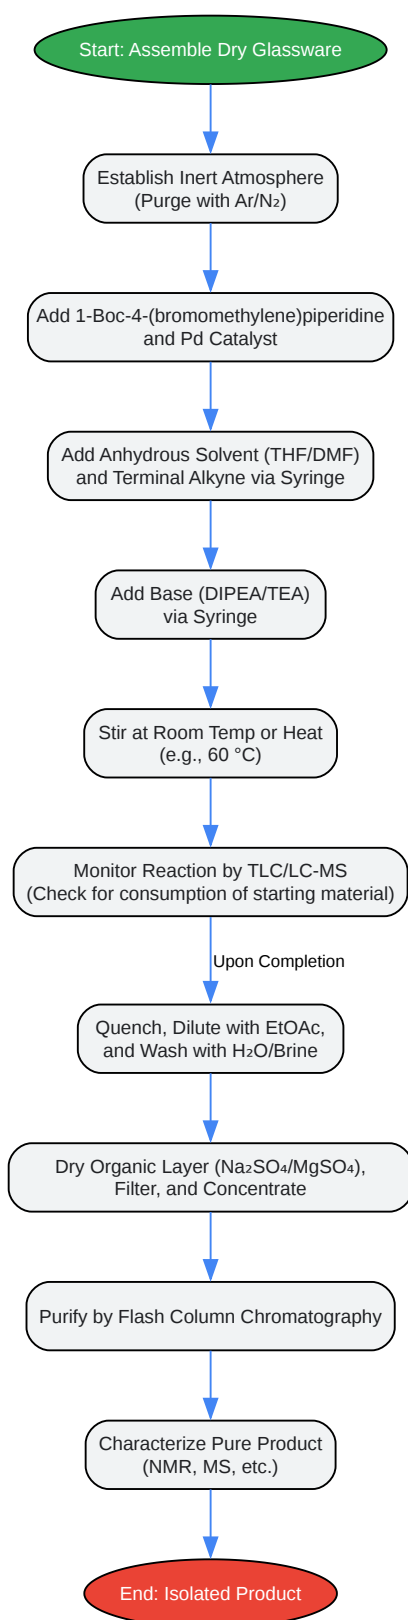 Start: Assemble Dry Glassware
Establish Inert Atmosphere
(Purge with Ar/N₂)
Add 1-Boc-4-(bromomethylene)piperidine
and Pd Catalyst
Add Anhydrous Solvent (THF/DMF)
and Terminal Alkyne via Syringe
Add Base (DIPEA/TEA)
via Syringe
Stir at Room Temp or Heat
(e.g., 60 °C)
Monitor Reaction by TLC/LC-MS
(Check for consumption of starting material)
Upon Completion
Quench, Dilute with EtOAc,
and Wash with H₂O/Brine
Dry Organic Layer (Na₂SO₄/MgSO₄),
Filter, and Concentrate
Purify by Flash Column Chromatography
Characterize Pure Product
(NMR, MS, etc.)
End: Isolated Product